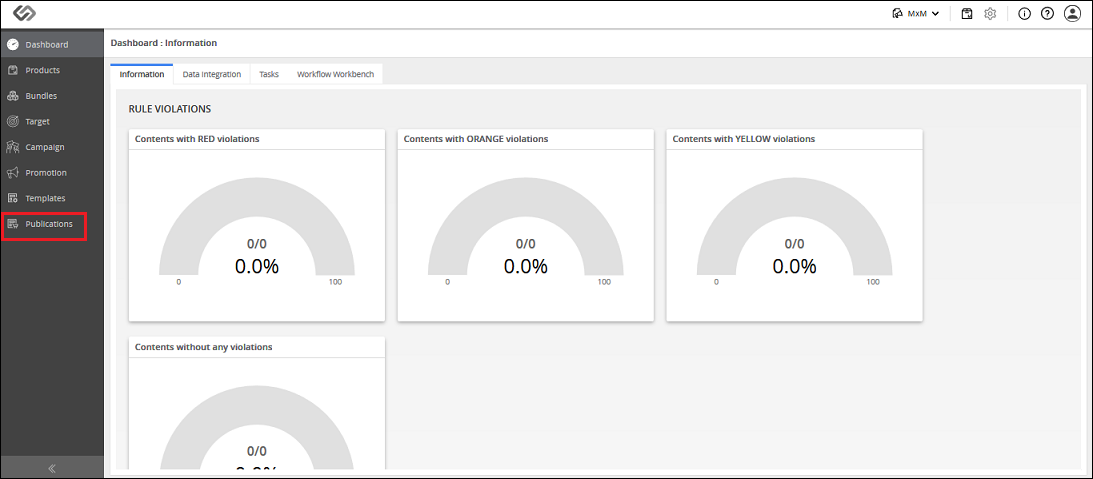 MxM
Dashboard
Products
Bundles
Target
Campaign
Promotion
Templates
Publications
Dashboard : Information
Information Data Integration Tasks Workflow Workbench
RULE VIOLATIONS
Contents with RED violations
0/0
0.0%
0 100
Contents with ORANGE violations
0/0
0.0%
0 100
Contents with YELLOW violations
0/0
0.0%
0 100
Contents without any violations
0/0